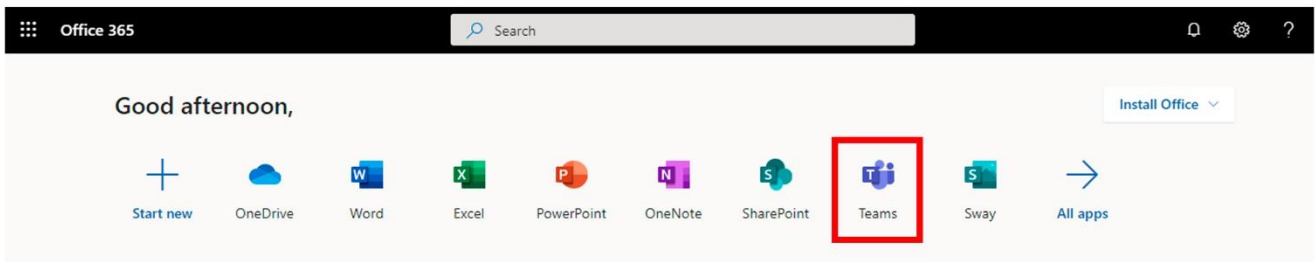 Office 365
Search
?
Good afternoon,
Install Office
Start new
OneDrive
W
Word
X
Excel
P
PowerPoint
N
OneNote
S
SharePoint
T
Teams
S
Sway
All apps